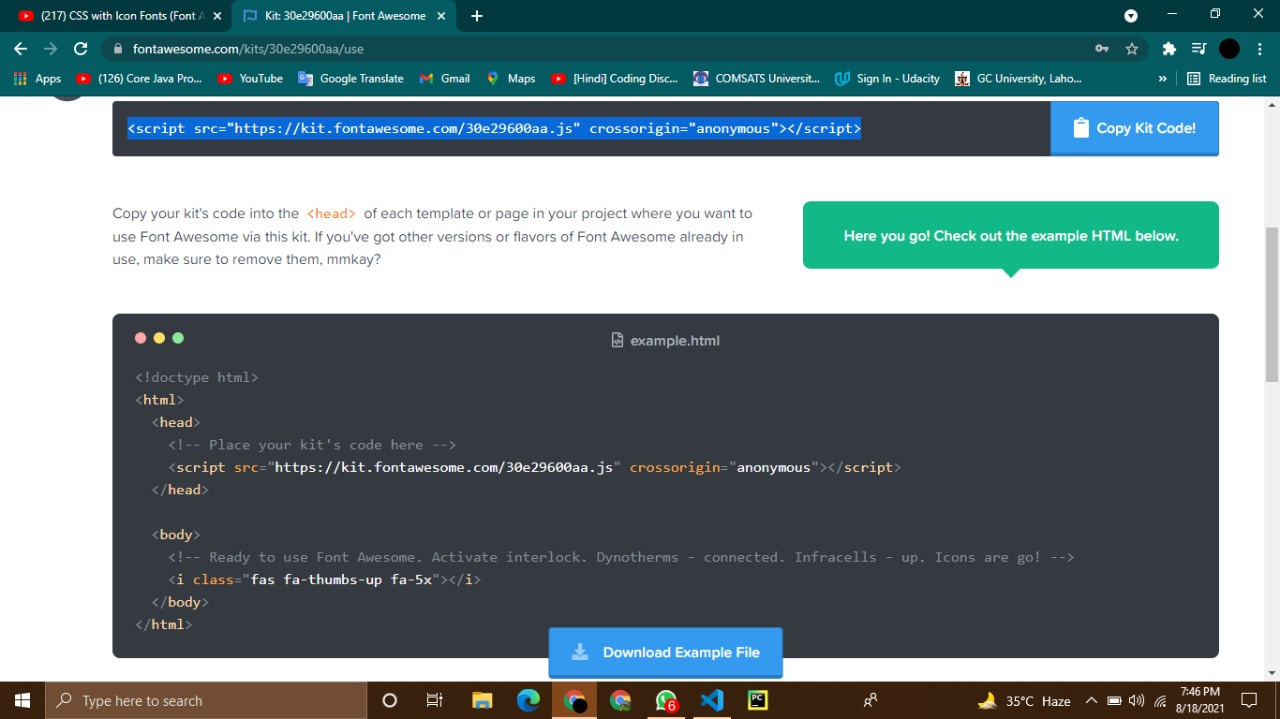 (217) CSS with Icon Fonts (Font A
Kit: 30e29600aa | Font Awesome
fontawesome.com/kits/30e29600aa/use
Apps
(126) Core Java Pro...
YouTube
Google Translate
Gmail
Maps
[Hindi] Coding Disc...
COMSATS Universit...
Sign In - Udacity
GC University, Laho...
»
Reading list
<script src="https://kit.fontawesome.com/30e29600aa.js" crossorigin="anonymous"></script>
Copy Kit Code!
Copy your kit's code into the <head> of each template or page in your project where you want to
use Font Awesome via this kit. If you've got other versions or flavors of Font Awesome already in
use, make sure to remove them, mmkay?
Here you go! Check out the example HTML below.
example.html
<!doctype html>
<html>
<head>
<!-- Place your kit's code here -->
<script src="https://kit.fontawesome.com/30e29600aa.js" crossorigin="anonymous"></script>
</head>
<body>
<!-- Ready to use Font Awesome. Activate interlock. Dynotherms - connected. Infracells - up. Icons are go! -->
<i class="fas fa-thumbs-up fa-5x"></i>
</body>
</html>
Download Example File
Type here to search
6
PC
35°C Haze
7:46 PM
8/18/2021